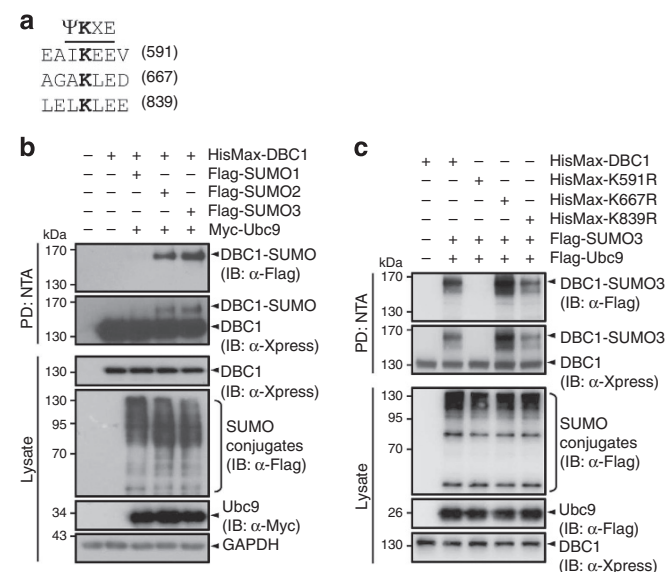 a
ΨKXE
EAIKEEV (591)
AGAKLED (667)
LELKLEE (839)
b
– + + + + HisMax-DBC1
– – + – – Flag-SUMO1
– – – + – Flag-SUMO2
– – – – + Flag-SUMO3
– – + + + Myc-Ubc9
kDa
PD: NTA
170
130
DBC1-SUMO
(IB: α-Flag)
170
130
DBC1-SUMO
DBC1
(IB: α-Xpress)
Lysate
130
DBC1
(IB: α-Xpress)
130
95
70
SUMO
conjugates
(IB: α-Flag)
34
Ubc9
(IB: α-Myc)
43
GAPDH
c
+ + – – – HisMax-DBC1
– – + – – HisMax-K591R
– – – + – HisMax-K667R
– – – – + HisMax-K839R
– + + + + Flag-SUMO3
– + + + + Flag-Ubc9
kDa
PD: NTA
170
130
DBC1-SUMO3
(IB: α-Flag)
170
130
DBC1-SUMO3
DBC1
(IB: α-Xpress)
Lysate
130
95
70
SUMO
conjugates
(IB: α-Flag)
26
Ubc9
(IB: α-Flag)
130
DBC1
(IB: α-Xpress)